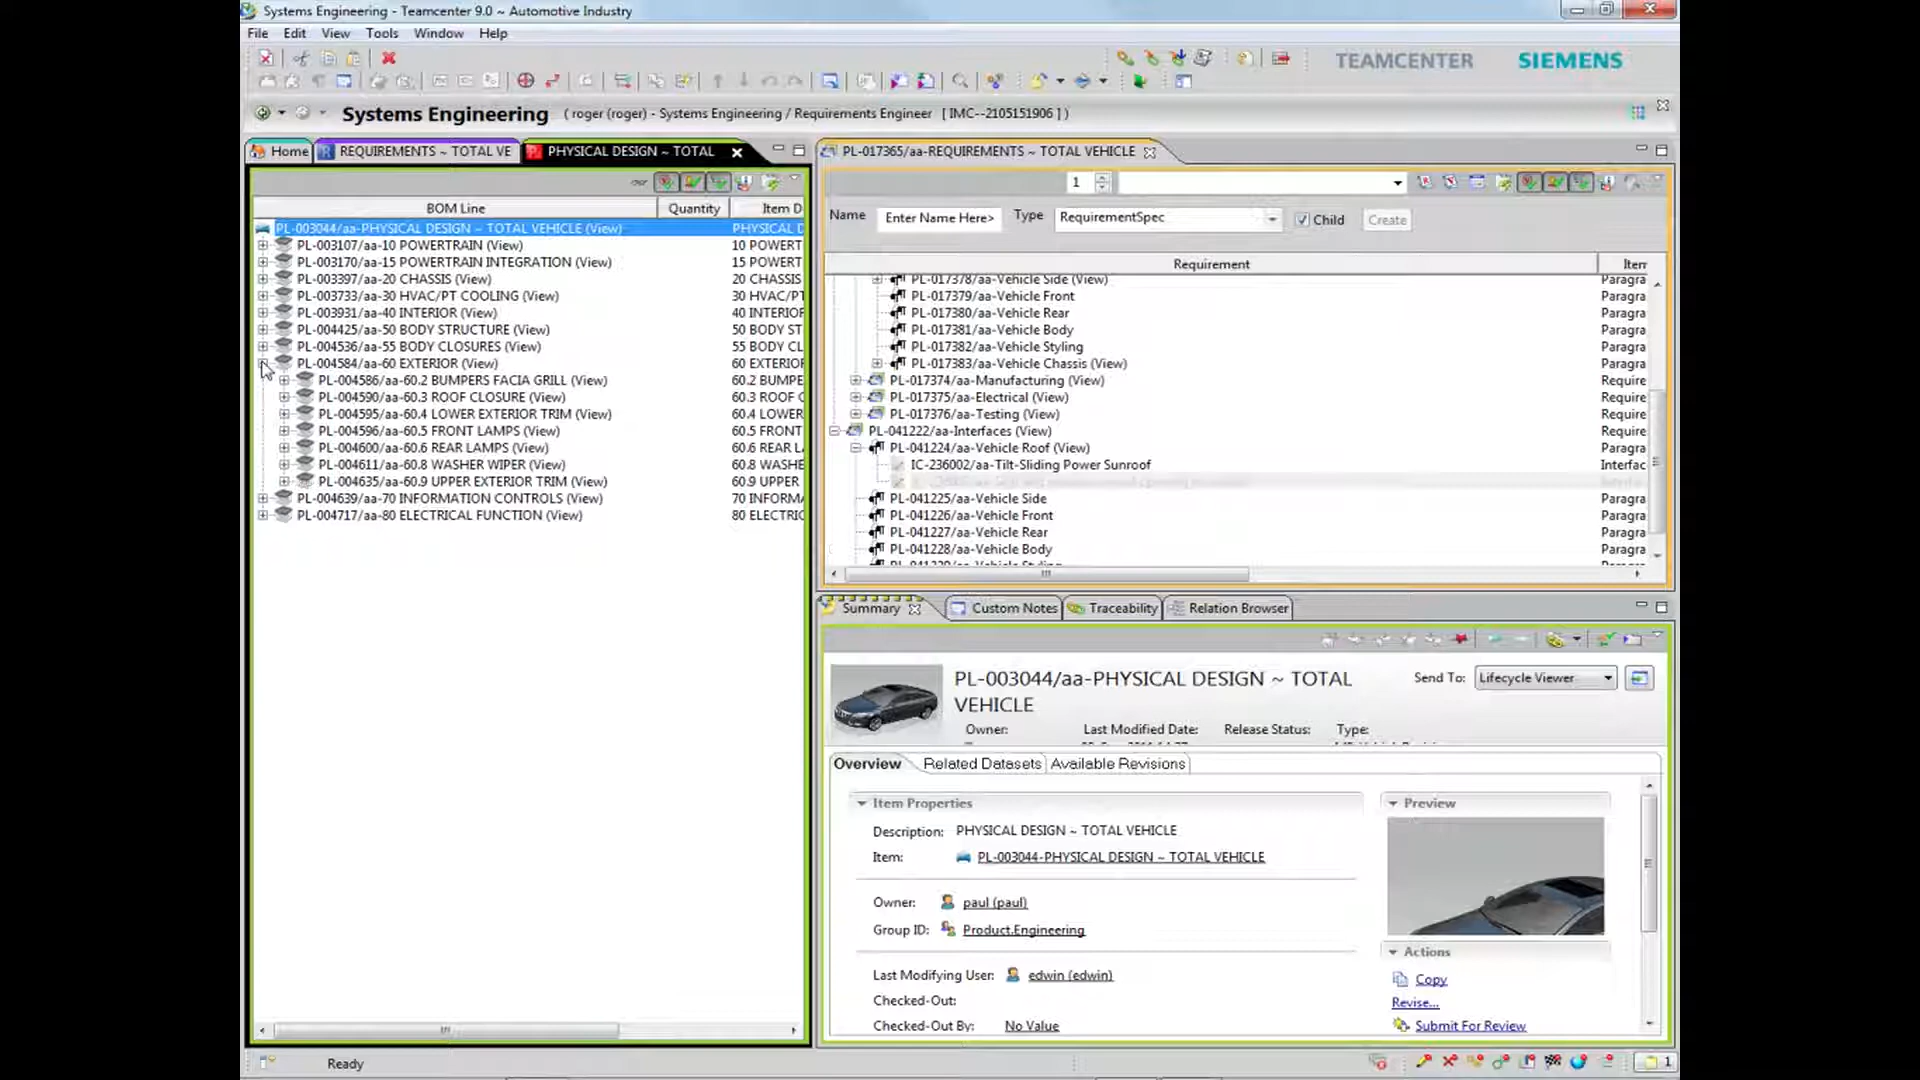 Systems Engineering - Teamcenter 9.0 ~ Automotive Industry
File Edit View Tools Window Help
TEAMCENTER SIEMENS
Systems Engineering ( roger (roger) - Systems Engineering / Requirements Engineer [ IMC--2105151906 ] )
Home REQUIREMENTS ~ TOTAL VE PHYSICAL DESIGN ~ TOTAL
BOM Line Quantity Item D
PL-003044/aa-PHYSICAL DESIGN ~ TOTAL VEHICLE (View) PHYSICAL D
PL-003107/aa-10 POWERTRAIN (View) 10 POWERT
PL-003170/aa-15 POWERTRAIN INTEGRATION (View) 15 POWERT
PL-003397/aa-20 CHASSIS (View) 20 CHASSIS
PL-003733/aa-30 HVAC/PT COOLING (View) 30 HVAC/PT
PL-003931/aa-40 INTERIOR (View) 40 INTERIOR
PL-004425/aa-50 BODY STRUCTURE (View) 50 BODY ST
PL-004536/aa-55 BODY CLOSURES (View) 55 BODY CL
PL-004584/aa-60 EXTERIOR (View) 60 EXTERIOR
PL-004586/aa-60.2 BUMPERS FACIA GRILL (View) 60.2 BUMPE
PL-004590/aa-60.3 ROOF CLOSURE (View) 60.3 ROOF C
PL-004595/aa-60.4 LOWER EXTERIOR TRIM (View) 60.4 LOWER
PL-004596/aa-60.5 FRONT LAMPS (View) 60.5 FRONT
PL-004600/aa-60.6 REAR LAMPS (View) 60.6 REAR L
PL-004611/aa-60.8 WASHER WIPER (View) 60.8 WASHE
PL-004635/aa-60.9 UPPER EXTERIOR TRIM (View) 60.9 UPPER
PL-004639/aa-70 INFORMATION CONTROLS (View) 70 INFORMA
PL-004717/aa-80 ELECTRICAL FUNCTION (View) 80 ELECTRIC
PL-017365/aa-REQUIREMENTS ~ TOTAL VEHICLE
1
Name Enter Name Here> Type RequirementSpec Child Create
Requirement Item
PL-017378/aa-Vehicle Side (View) Paragra
PL-017379/aa-Vehicle Front Paragra
PL-017380/aa-Vehicle Rear Paragra
PL-017381/aa-Vehicle Body Paragra
PL-017382/aa-Vehicle Styling Paragra
PL-017383/aa-Vehicle Chassis (View) Paragra
PL-017374/aa-Manufacturing (View) Require
PL-017375/aa-Electrical (View) Require
PL-017376/aa-Testing (View) Require
PL-041222/aa-Interfaces (View) Require
PL-041224/aa-Vehicle Roof (View) Paragra
IC-236002/aa-Tilt-Sliding Power Sunroof Interfac
PL-041225/aa-Vehicle Side Paragra
PL-041226/aa-Vehicle Front Paragra
PL-041227/aa-Vehicle Rear Paragra
PL-041228/aa-Vehicle Body Paragra
Summary Custom Notes Traceability Relation Browser
PL-003044/aa-PHYSICAL DESIGN ~ TOTAL
VEHICLE
Send To: Lifecycle Viewer
Owner: Last Modified Date: Release Status: Type:
Overview Related Datasets Available Revisions
Item Properties
Description: PHYSICAL DESIGN ~ TOTAL VEHICLE
Item: PL-003044-PHYSICAL DESIGN ~ TOTAL VEHICLE
Owner: paul (paul)
Group ID: Product.Engineering
Last Modifying User: edwin (edwin)
Checked-Out:
Checked-Out By: No Value
Preview
Actions
Copy
Revise...
Submit For Review
Ready
1